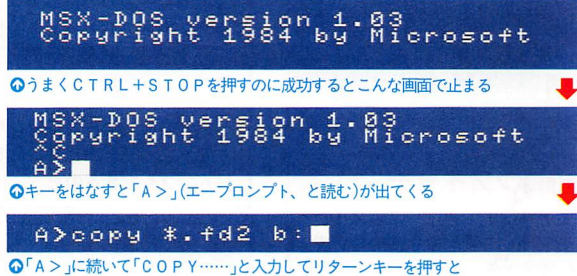 MSX-DOS version 1.03
Copyright 1984 by Microsoft
うまくCTRL+STOPを押すのに成功するとこんな画面で止まる
MSX-DOS version 1.03
Copyright 1984 by Microsoft
^C
A>
キーをはなすと「A>」(エープロンプト、と読む)が出てくる
A>copy *.fd2 b:
「A>」に続いて「COPY……」と入力してリターンキーを押すと